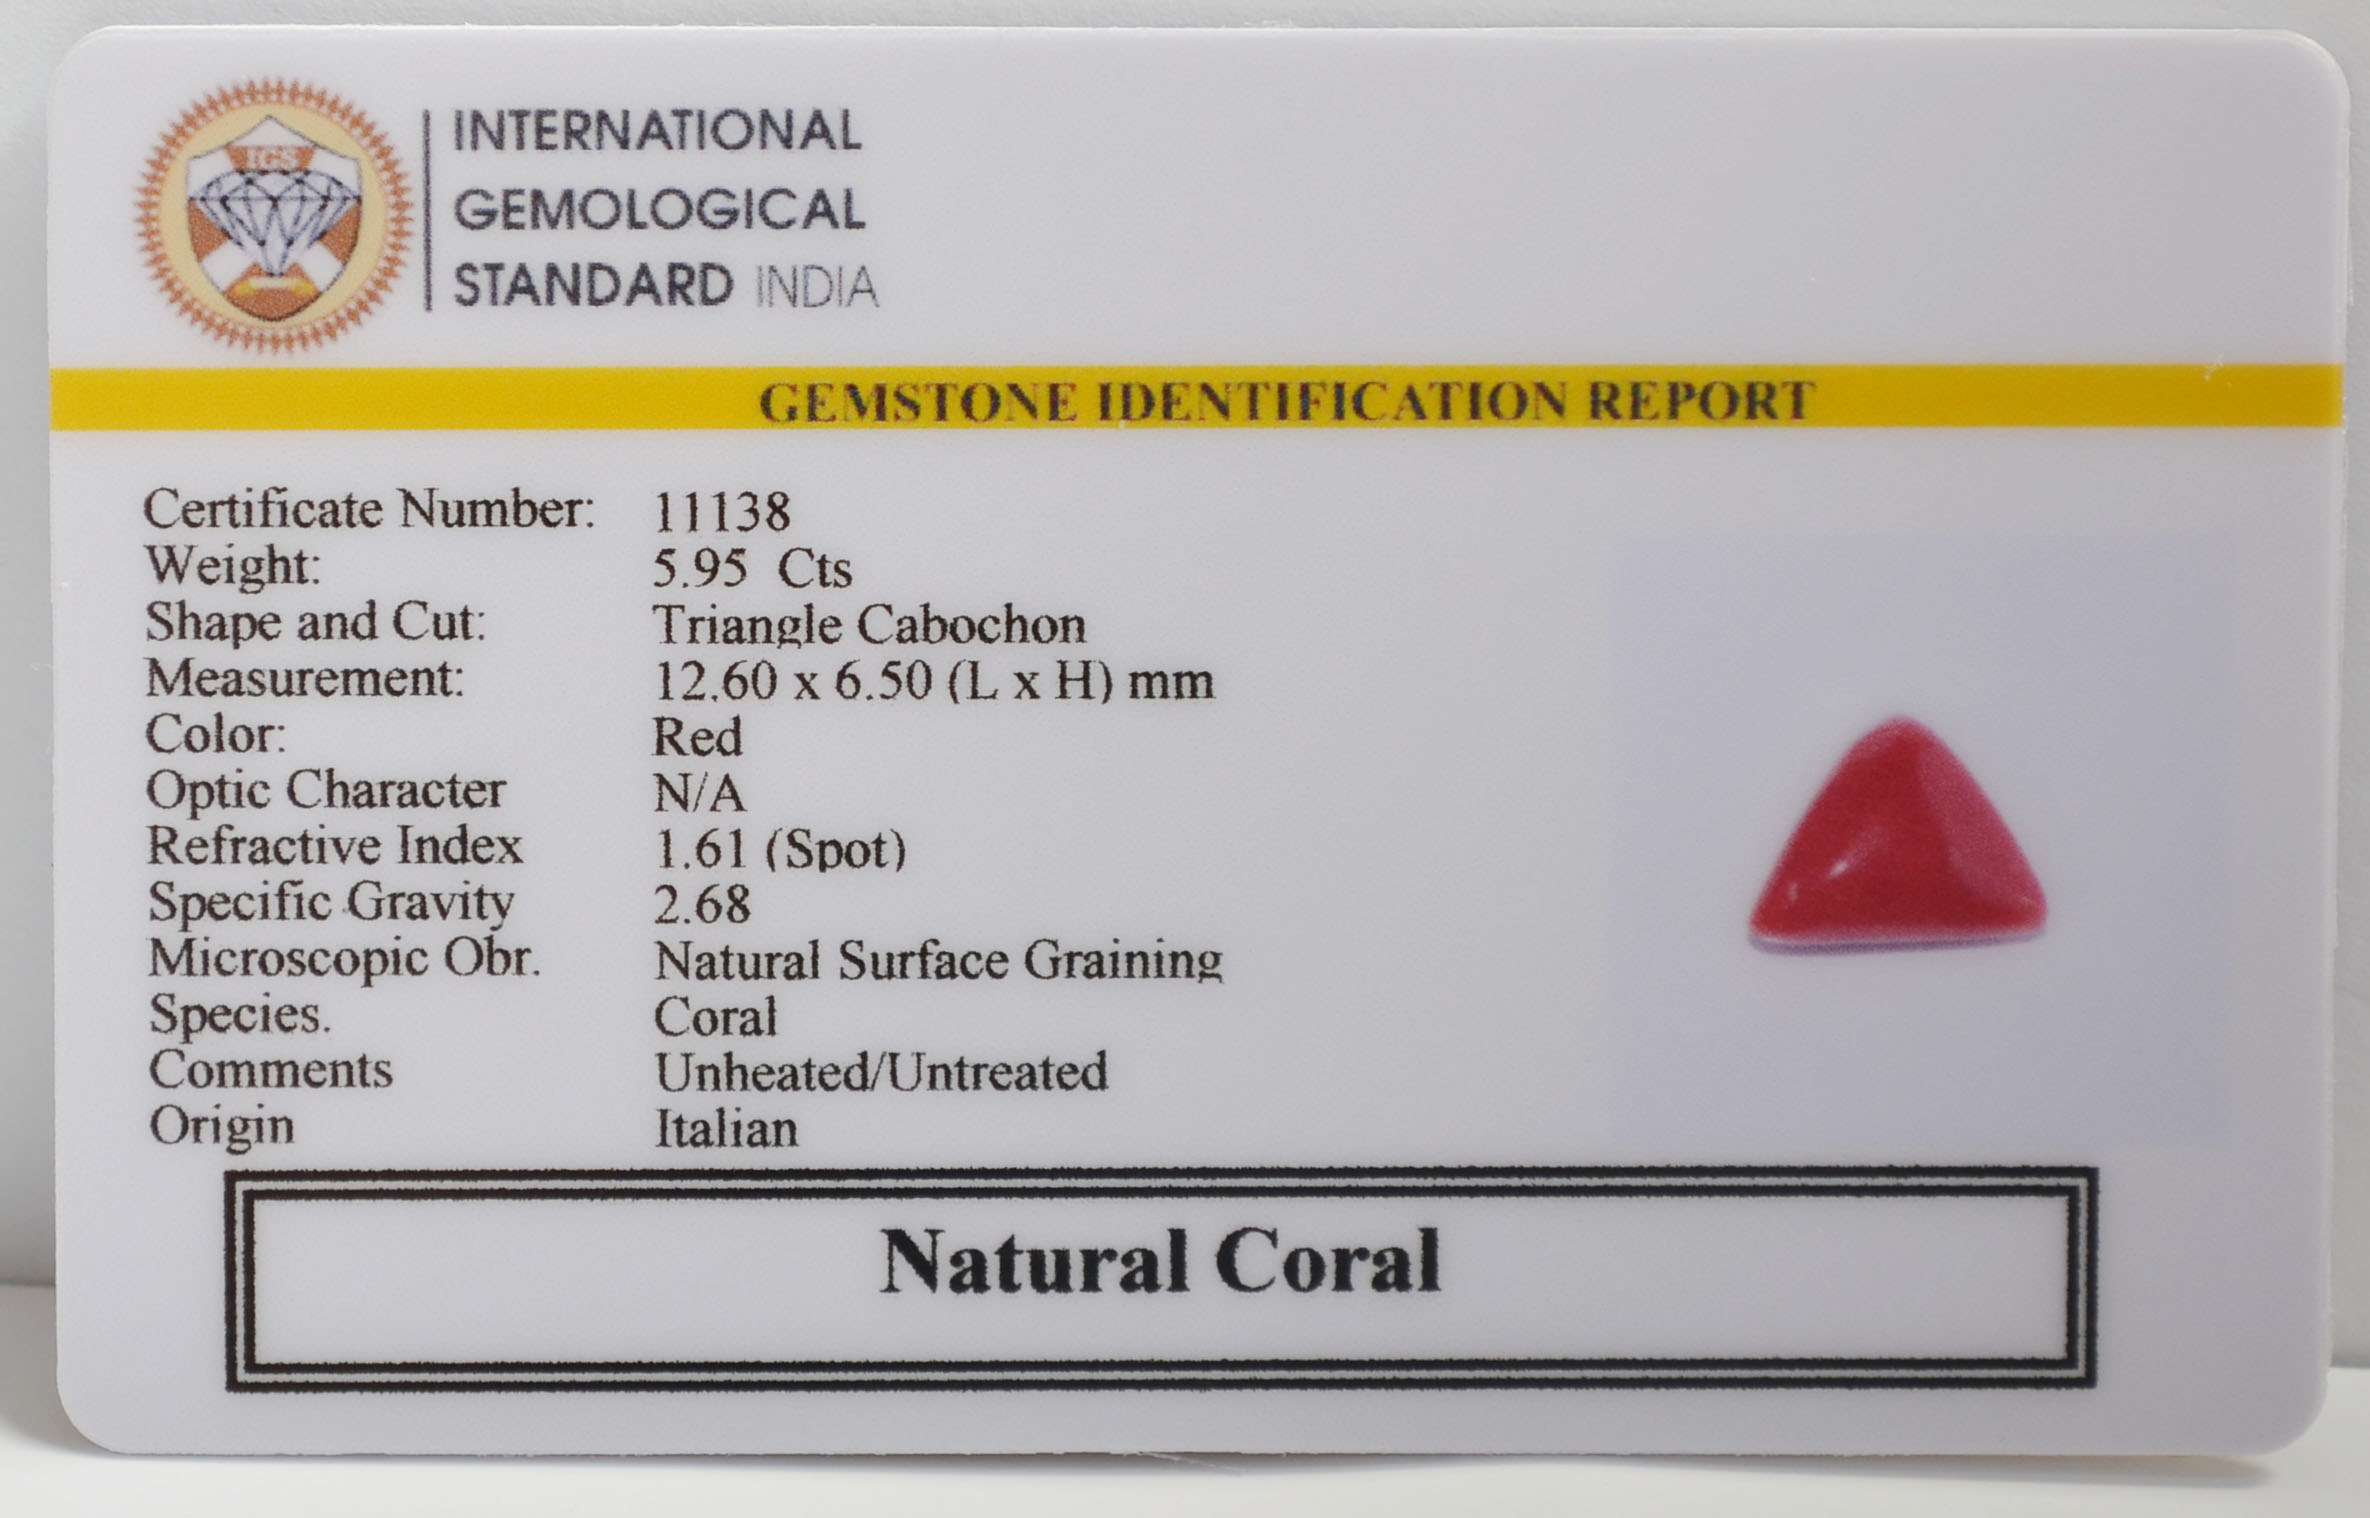 IGS
INTERNATIONAL
GEMOLOGICAL
STANDARD INDIA
GEMSTONE IDENTIFICATION REPORT
Certificate Number: 11138
Weight: 5.95 Cts
Shape and Cut: Triangle Cabochon
Measurement: 12.60 x 6.50 (L x H) mm
Color: Red
Optic Character N/A
Refractive Index 1.61 (Spot)
Specific Gravity 2.68
Microscopic Obr. Natural Surface Graining
Species. Coral
Comments Unheated/Untreated
Origin Italian
Natural Coral